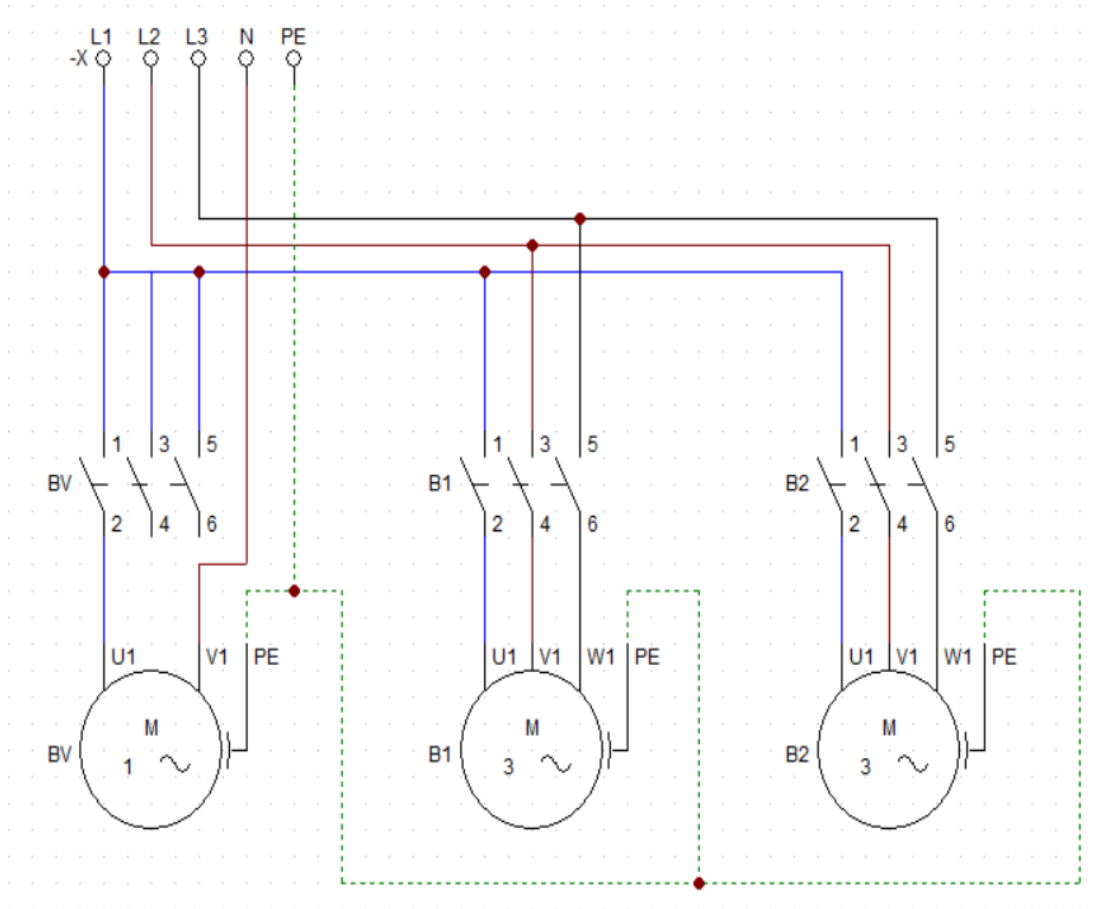 L1 L2 L3 N PE
-X
1 3 5 1 3 5 1 3 5
BV B1 B2
2 4 6 2 4 6 2 4 6
U1 V1 PE U1 V1 W1 PE U1 V1 W1 PE
M M M
BV B1 B2
1 3 3